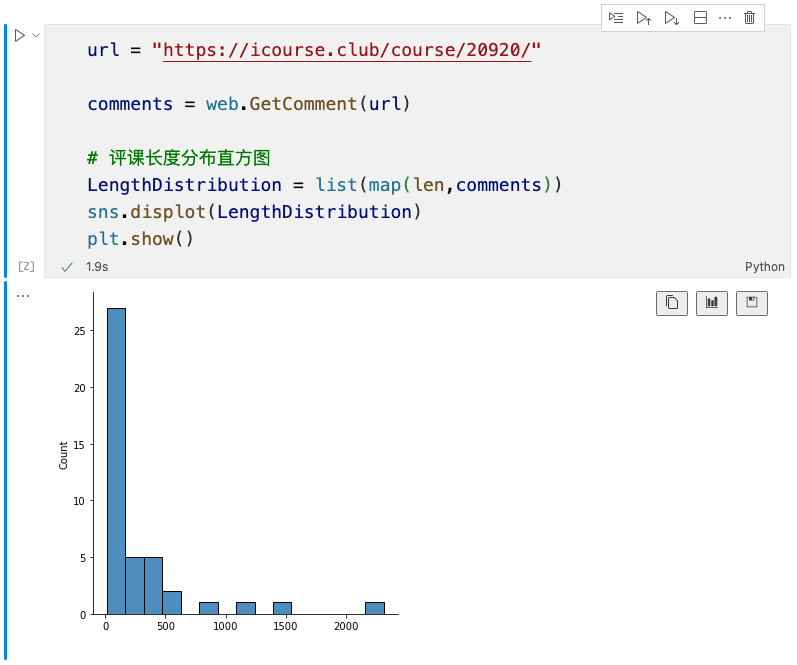 url = "https://icourse.club/course/20920/"
comments = web.GetComment(url)
# 评课长度分布直方图
LengthDistribution = list(map(len,comments))
sns.displot(LengthDistribution)
plt.show()
[2]
1.9s
Python
...
25
20
15
10
5
0
Count
0 500 1000 1500 2000